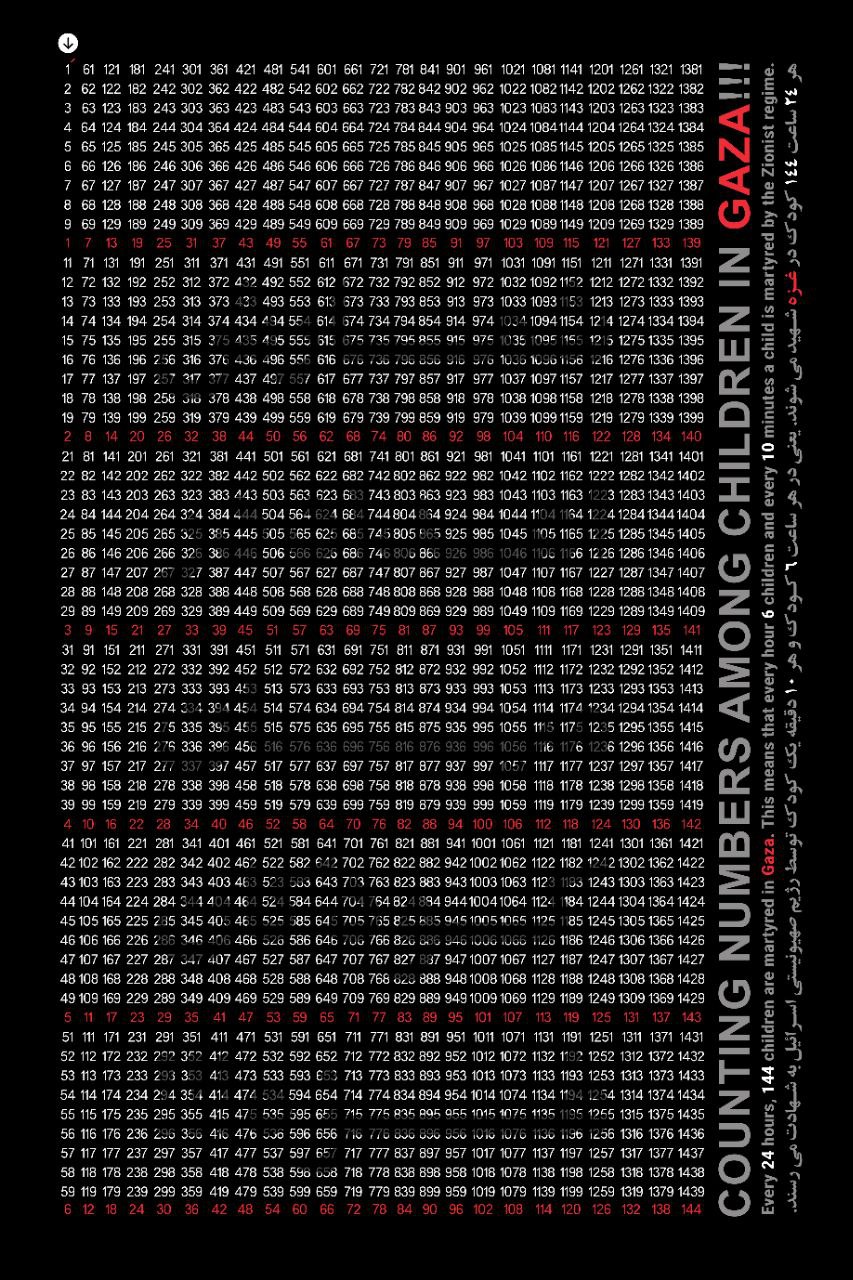 1 61 121 181 241 301 361 421 481 541 601 661 721 781 841 901 961 1021 1081 1141 1201 1261 1321 1381
2 62 122 182 242 302 362 422 482 542 602 662 722 782 842 902 962 1022 1082 1142 1202 1262 1322 1382
3 63 123 183 243 303 363 423 483 543 603 663 723 783 843 903 963 1023 1083 1143 1203 1263 1323 1383
4 64 124 184 244 304 364 424 484 544 604 664 724 784 844 904 964 1024 1084 1144 1204 1264 1324 1384
5 65 125 185 245 305 365 425 485 545 605 665 725 785 845 905 965 1025 1085 1145 1205 1265 1325 1385
6 66 126 186 246 306 366 426 486 546 606 666 726 786 846 906 966 1026 1086 1146 1206 1266 1326 1386
7 67 127 187 247 307 367 427 487 547 607 667 727 787 847 907 967 1027 1087 1147 1207 1267 1327 1387
8 68 128 188 248 308 368 428 488 548 608 668 728 788 848 908 968 1028 1088 1148 1208 1268 1328 1388
9 69 129 189 249 309 369 429 489 549 609 669 729 789 849 909 969 1029 1089 1149 1209 1269 1329 1389
1 7 13 19 25 31 37 43 49 55 61 67 73 79 85 91 97 103 109 115 121 127 133 139
11 71 131 191 251 311 371 431 491 551 611 671 731 791 851 911 971 1031 1091 1151 1211 1271 1331 1391
12 72 132 192 252 312 372 432 492 552 612 672 732 792 852 912 972 1032 1092 1152 1212 1272 1332 1392
13 73 132 193 253 313 373 433 493 553 613 673 733 793 853 913 973 1033 1093 1153 1213 1273 1333 1393
14 74 134 194 254 314 374 434 494 554 614 674 734 794 854 914 974 1034 1094 1154 1214 1274 1334 1394
15 75 135 195 255 315 375 435 495 555 615 675 735 795 855 915 975 1035 1095 1155 1215 1275 1335 1395
16 76 136 196 256 316 376 436 496 556 616 676 736 796 856 916 976 1036 1096 1156 1216 1276 1336 1396
17 77 137 197 257 317 377 437 497 557 617 677 737 797 857 917 977 1037 1097 1157 1217 1277 1337 1397
18 78 138 198 258 318 378 438 498 558 618 678 738 798 858 918 978 1038 1098 1158 1218 1278 1338 1398
19 79 139 199 259 319 379 439 499 559 619 679 739 799 859 919 979 1039 1099 1159 1219 1279 1339 1399
2 8 14 20 26 32 38 44 50 56 62 68 74 80 86 92 98 104 110 116 122 128 134 140
21 81 141 201 261 321 381 441 501 561 621 681 741 801 861 921 981 1041 1101 1161 1221 1281 1341 1401
22 82 142 202 262 322 382 442 502 562 622 682 742 802 862 922 982 1042 1102 1162 1222 1282 1342 1402
23 83 143 203 263 323 383 443 503 563 623 683 743 803 863 923 983 1043 1103 1163 1223 1283 1343 1403
24 84 144 204 264 324 384 444 504 564 624 684 744 804 864 924 984 1044 1104 1164 1224 1284 1344 1404
25 85 145 205 265 325 385 445 505 565 625 685 745 805 865 925 985 1045 1105 1165 1225 1285 1345 1405
26 86 146 206 266 326 386 446 506 566 626 686 746 806 866 926 986 1046 1106 1166 1226 1286 1346 1406
27 87 147 207 267 327 387 447 507 567 627 687 747 807 867 927 987 1047 1107 1167 1227 1287 1347 1407
28 88 148 208 268 328 388 448 508 568 628 688 748 808 868 928 988 1048 1108 1168 1228 1288 1348 1408
29 89 149 209 269 329 389 449 509 569 629 689 749 809 869 929 989 1049 1109 1169 1229 1289 1349 1409
3 9 15 21 27 33 39 45 51 57 63 69 75 81 87 93 99 105 111 117 123 129 135 141
31 91 151 211 271 331 391 451 511 571 631 691 751 811 871 931 991 1051 1111 1171 1231 1291 1351 1411
32 92 152 212 272 332 392 452 512 572 632 692 752 812 872 932 992 1052 1112 1172 1232 1292 1352 1412
33 93 153 213 273 333 393 453 513 573 633 693 753 813 873 933 993 1053 1113 1173 1233 1293 1353 1413
34 94 154 214 274 334 394 454 514 574 634 694 754 814 874 934 994 1054 1114 1174 1234 1294 1354 1414
35 95 155 215 275 335 395 455 515 575 635 695 755 815 875 935 995 1055 1115 1175 1235 1295 1355 1415
36 96 156 216 276 336 396 456 516 576 636 696 756 816 876 936 996 1056 1116 1176 1236 1296 1356 1416
37 97 157 217 277 337 397 457 517 577 637 697 757 817 877 937 997 1057 1117 1177 1237 1297 1357 1417
38 98 158 218 278 338 398 458 518 578 638 698 758 818 878 938 998 1058 1118 1178 1238 1298 1358 1418
39 99 159 219 279 339 399 459 519 579 639 699 759 819 879 939 999 1059 1119 1179 1239 1299 1359 1419
4 10 16 22 28 34 40 46 52 58 64 70 76 82 88 94 100 106 112 118 124 130 136 142
41 101 161 221 281 341 401 461 521 581 641 701 761 821 881 941 1001 1061 1121 1181 1241 1301 1361 1421
42 102 162 222 282 342 402 462 522 582 642 702 762 822 882 942 1002 1062 1122 1182 1242 1302 1362 1422
43 103 163 223 283 343 403 463 523 583 643 703 763 823 883 943 1003 1063 1123 1183 1243 1303 1363 1423
44 104 164 224 284 344 404 464 524 584 644 704 764 824 884 944 1004 1064 1124 1184 1244 1304 1364 1424
45 105 165 225 285 345 405 465 525 585 645 705 765 825 885 945 1005 1065 1125 1185 1245 1305 1365 1425
46 106 166 226 286 346 406 466 526 586 646 706 766 826 886 946 1006 1066 1126 1186 1246 1306 1366 1426
47 107 167 227 287 347 407 467 527 587 647 707 767 827 887 947 1007 1067 1127 1187 1247 1307 1367 1427
48 108 168 228 288 348 408 468 528 588 648 708 768 828 888 948 1008 1068 1128 1188 1248 1308 1368 1428
49 109 169 229 289 349 409 469 529 589 649 709 769 829 889 949 1009 1069 1129 1189 1249 1309 1369 1429
5 11 17 23 29 35 41 47 53 59 65 71 77 83 89 95 101 107 113 119 125 131 137 143
51 111 171 231 291 351 411 471 531 591 651 711 771 831 891 951 1011 1071 1131 1191 1251 1311 1371 1431
52 112 172 232 292 352 412 472 532 592 652 712 772 832 892 952 1012 1072 1132 1192 1252 1312 1372 1432
53 113 173 233 293 353 413 473 533 593 653 713 773 833 893 953 1013 1073 1133 1193 1253 1313 1373 1433
54 114 174 234 294 354 414 474 534 594 654 714 774 834 894 954 1014 1074 1134 1194 1254 1314 1374 1434
55 115 175 235 295 355 415 475 535 595 655 715 775 835 895 955 1015 1075 1135 1195 1255 1315 1375 1435
56 116 176 236 296 356 416 476 536 596 656 716 776 836 896 956 1016 1076 1136 1196 1256 1316 1376 1436
57 117 177 237 297 357 417 477 537 597 657 717 777 837 897 957 1017 1077 1137 1197 1257 1317 1377 1437
58 118 178 238 298 358 418 478 538 598 658 718 778 838 898 958 1018 1078 1138 1198 1258 1318 1378 1438
59 119 179 239 299 359 419 479 539 599 659 719 779 839 899 959 1019 1079 1139 1199 1259 1319 1379 1439
6 12 18 24 30 36 42 48 54 60 66 72 78 84 90 96 102 108 114 120 126 132 138 144
COUNTING NUMBERS AMONG CHILDREN IN GAZA!!!
Every 24 hours, 144 children are martyred in Gaza. This means that every hour 6 children and every 10 minutes a child is martyred by the Zionist regime.
هر ۲۴ ساعت ۱۴۴ کودک در غزه شهید می شوند. یعنی در هر ساعت ۶ کودک و هر ۱۰ دقیقه یک کودک توسط رژیم صهیونیستی اسرائیل به شهادت می رسند.